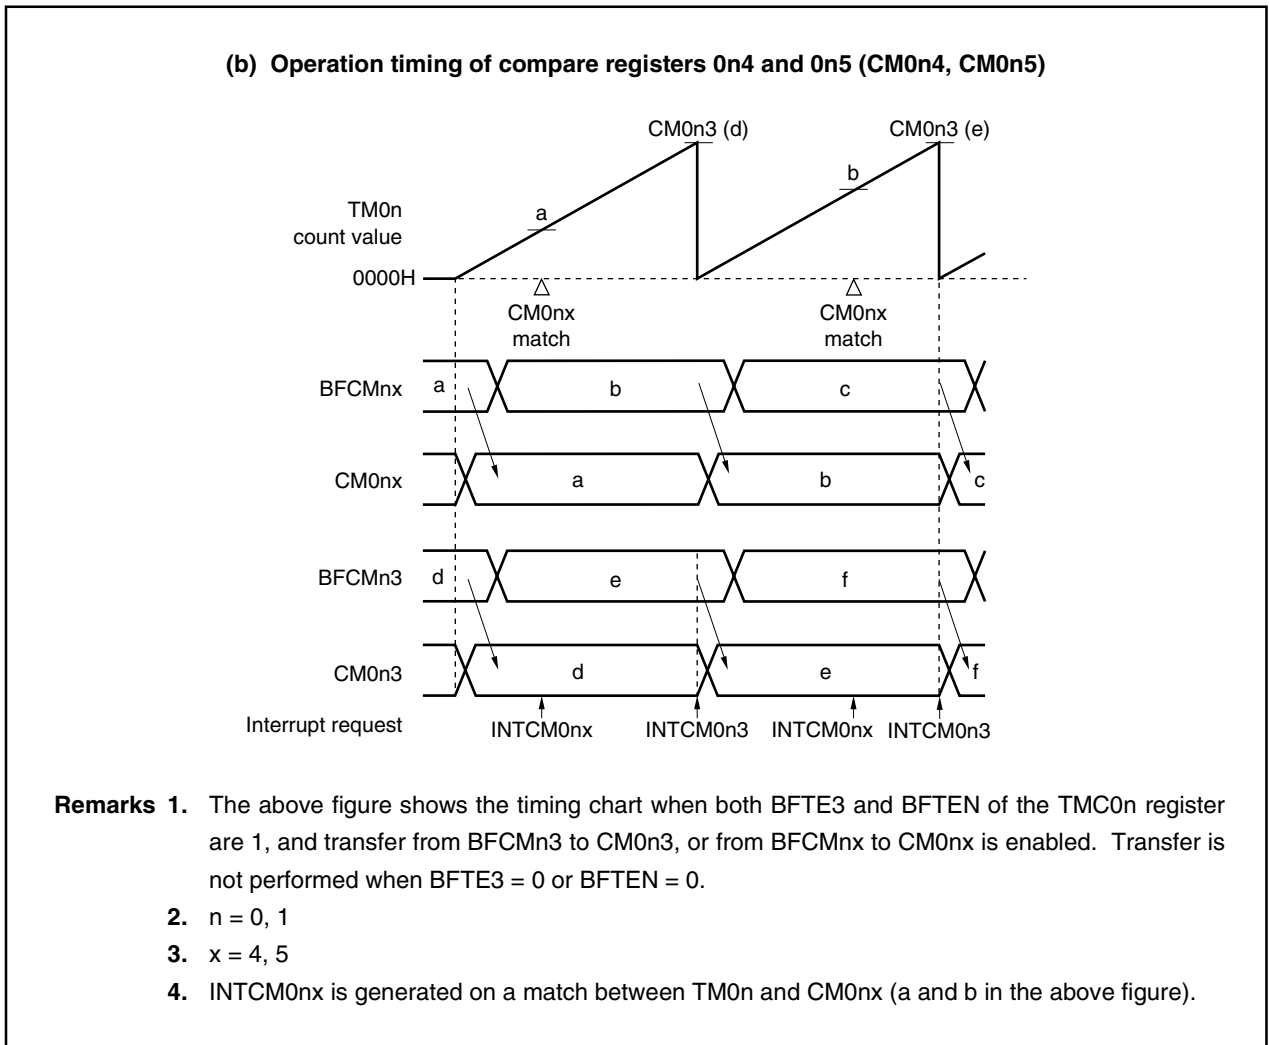 (b) Operation timing of compare registers 0n4 and 0n5 (CM0n4, CM0n5)
CM0n3 (d)
CM0n3 (e)
b
a
TM0n
count value
0000H
CM0nx
match
CM0nx
match
BFCMnx
a
b
c
CM0nx
a
b
c
BFCMn3
d
e
f
CM0n3
d
e
f
Interrupt request
INTCM0nx
INTCM0n3
INTCM0nx
INTCM0n3
Remarks 1. The above figure shows the timing chart when both BFTE3 and BFTEN of the TMC0n register
are 1, and transfer from BFCMn3 to CM0n3, or from BFCMnx to CM0nx is enabled. Transfer is
not performed when BFTE3 = 0 or BFTEN = 0.
2. n = 0, 1
3. x = 4, 5
4. INTCM0nx is generated on a match between TM0n and CM0nx (a and b in the above figure).